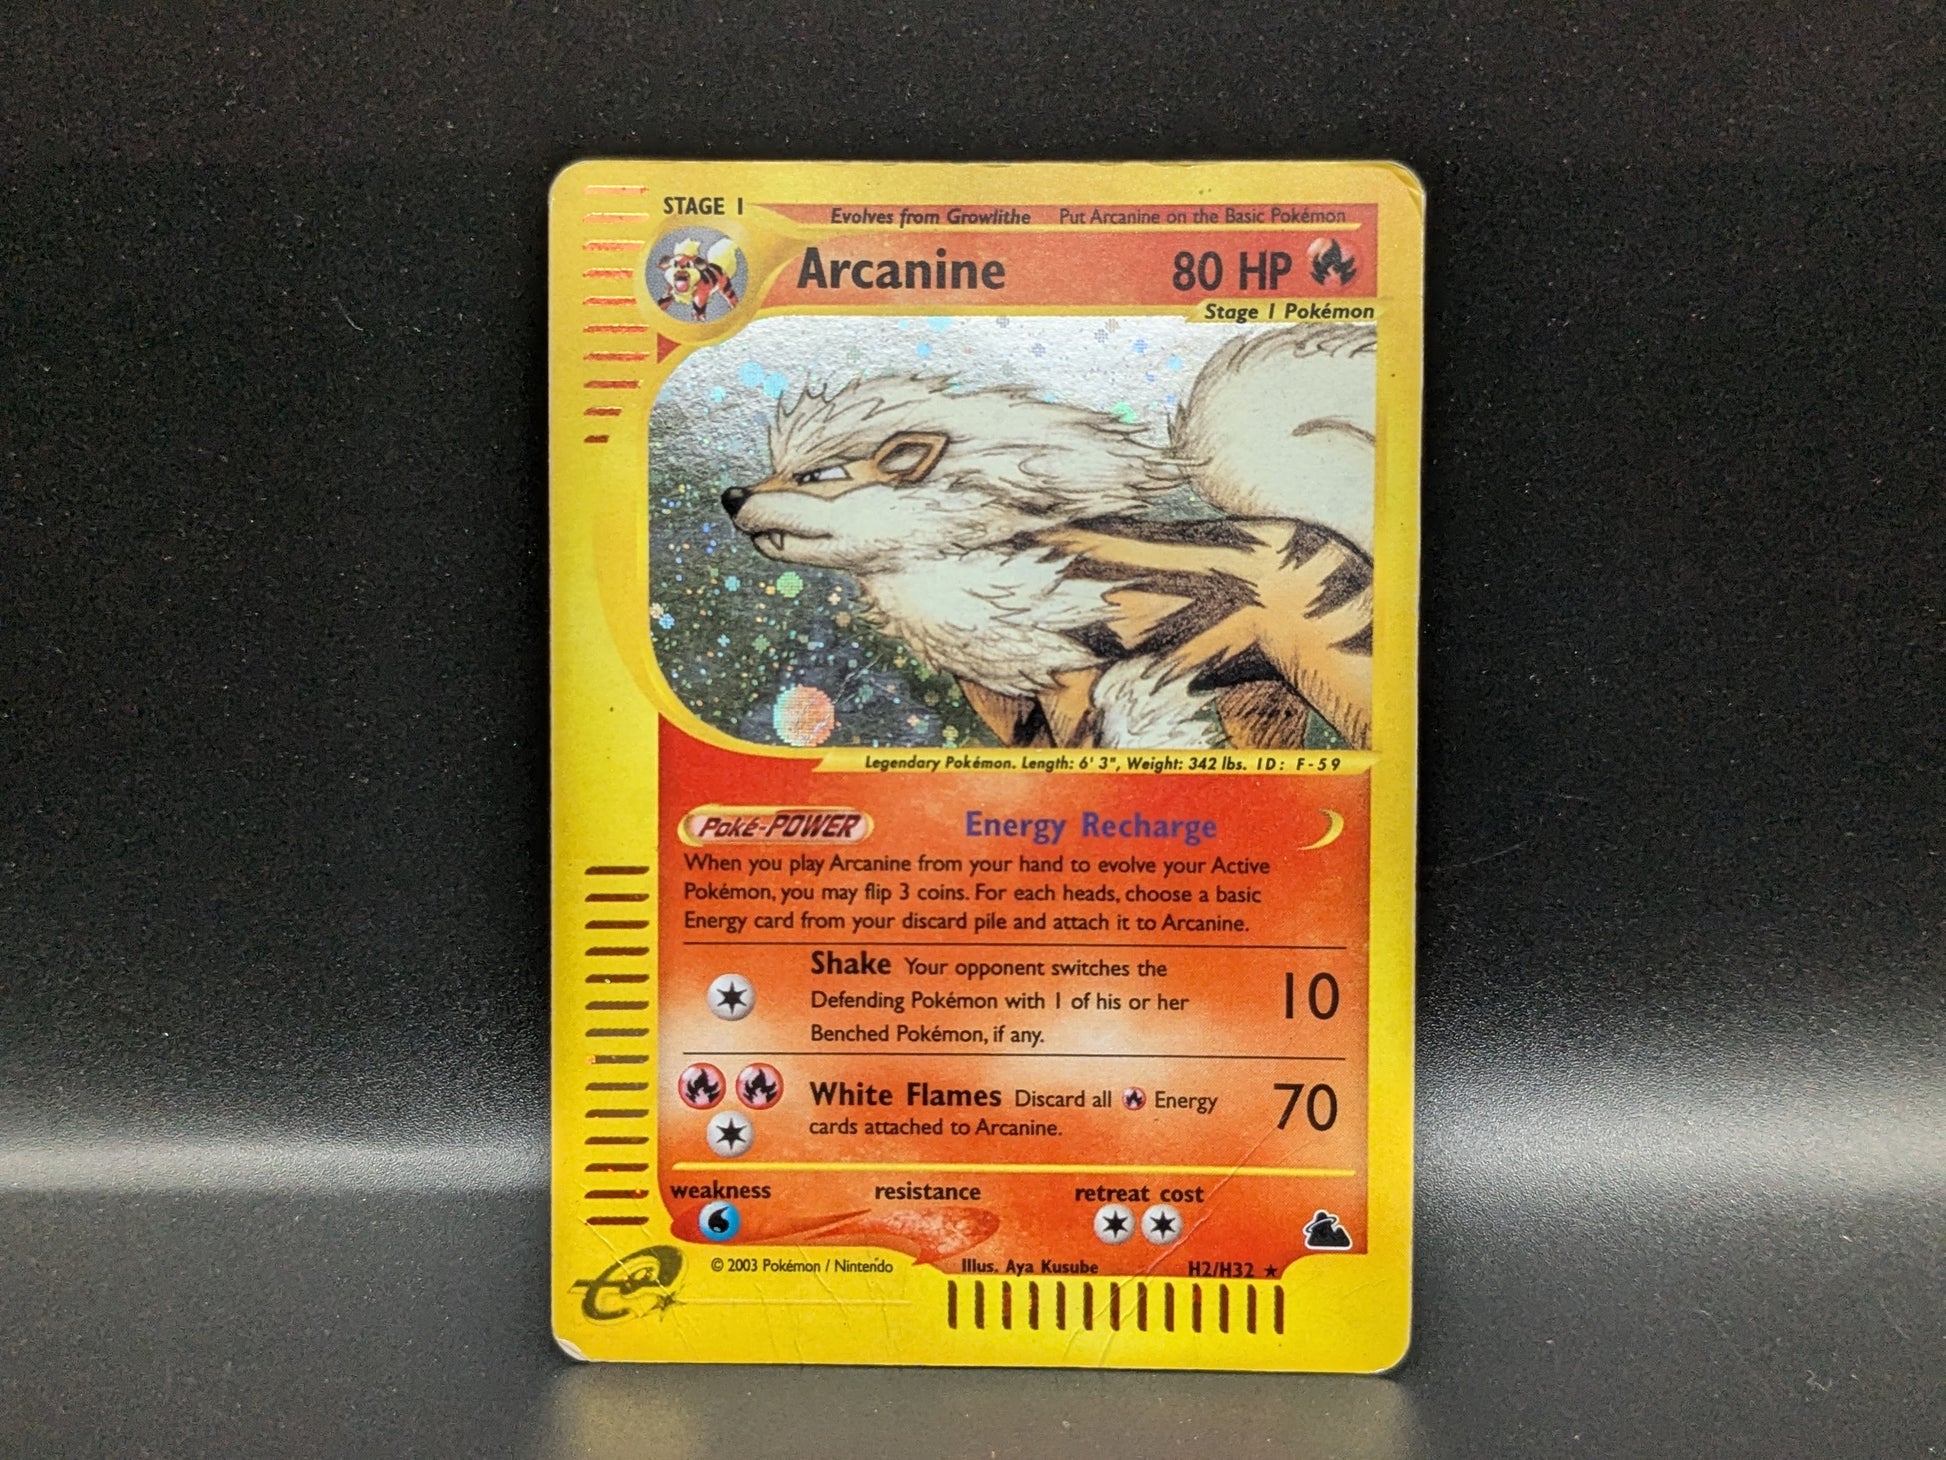 STAGE 1
Evolves from Growlithe Put Arcanine on the Basic Pokémon
Arcanine 80 HP
Stage 1 Pokémon
Legendary Pokémon. Length: 6' 3", Weight: 342 lbs. ID: F-59
Poké-POWER Energy Recharge
When you play Arcanine from your hand to evolve your Active
Pokémon, you may flip 3 coins. For each heads, choose a basic
Energy card from your discard pile and attach it to Arcanine.
Shake Your opponent switches the
Defending Pokémon with 1 of his or her
Benched Pokémon, if any.
10
White Flames Discard all Energy
cards attached to Arcanine.
70
weakness resistance retreat cost
© 2003 Pokémon / Nintendo Illus. Aya Kusube H2/H32 ★
e